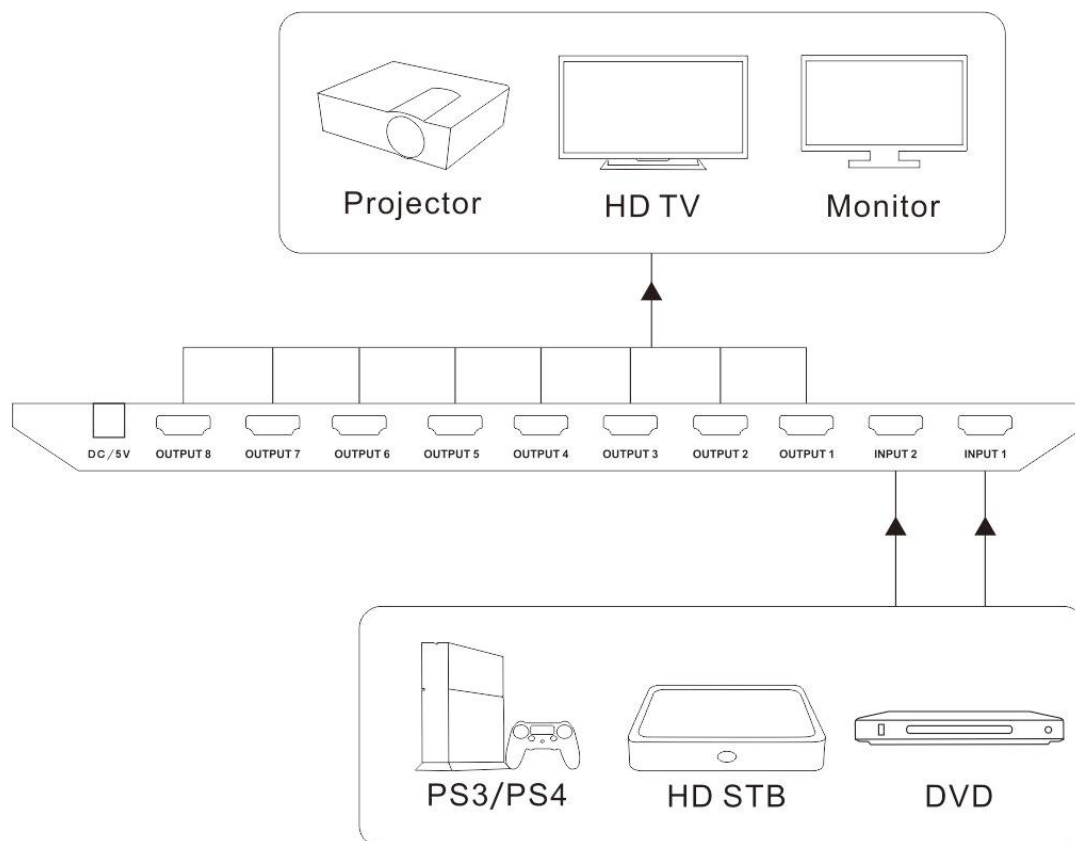 Projector HD TV Monitor
DC/5V OUTPUT 8 OUTPUT 7 OUTPUT 6 OUTPUT 5 OUTPUT 4 OUTPUT 3 OUTPUT 2 OUTPUT 1 INPUT 2 INPUT 1
PS3/PS4 HD STB DVD